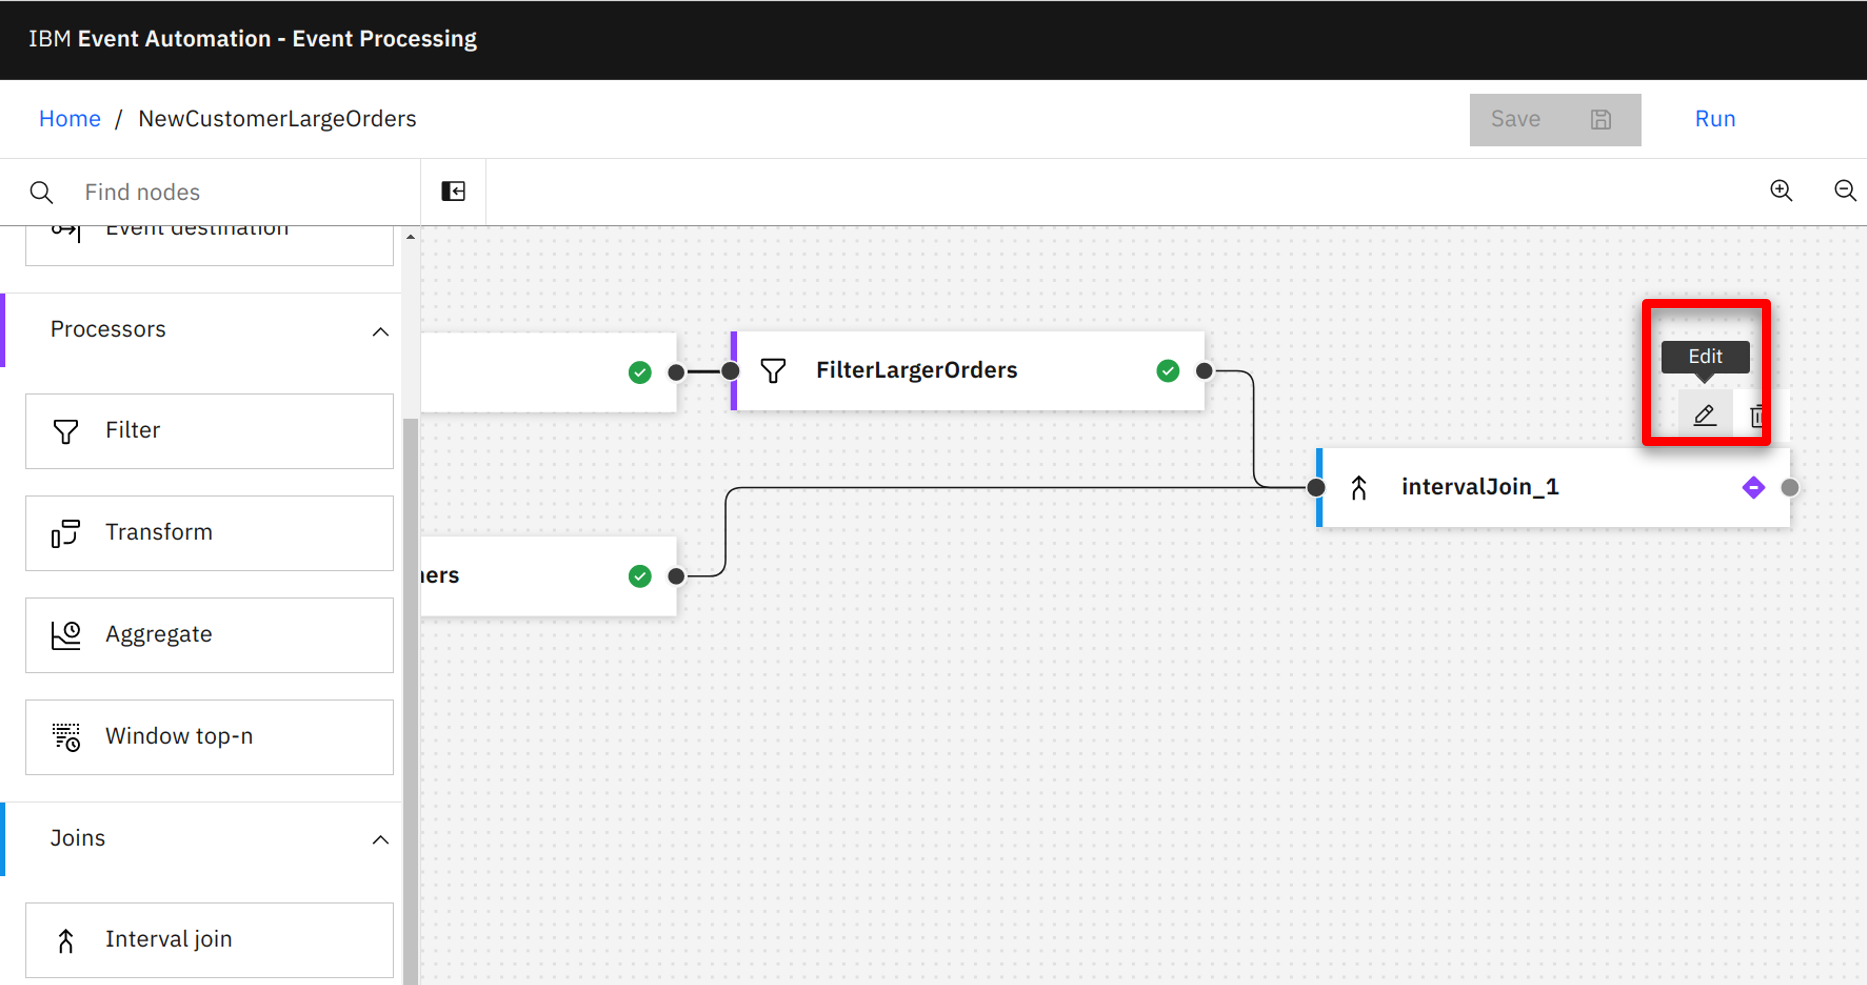 IBM Event Automation - Event Processing
Home / NewCustomerLargeOrders
Save
Run
Find nodes
Event destination
Processors
Filter
Transform
Aggregate
Window top-n
Joins
Interval join
FilterLargerOrders
Edit
intervalJoin_1
ers